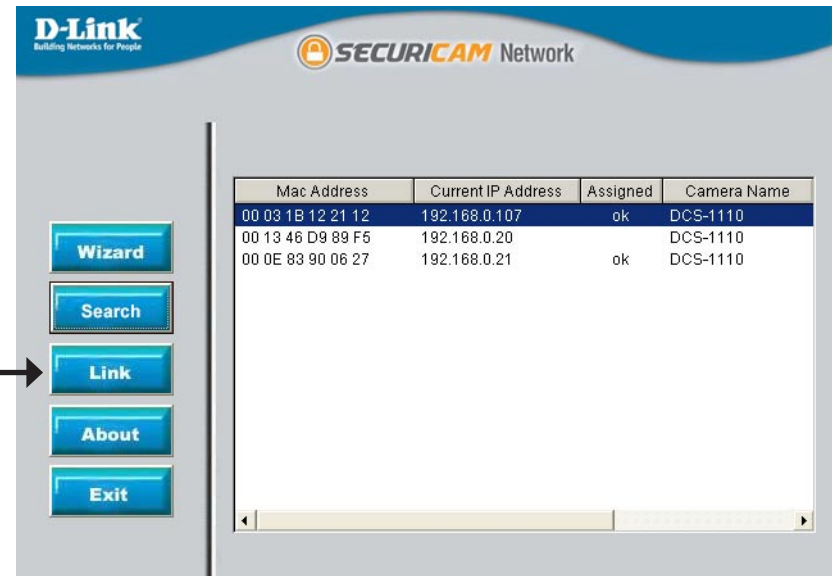 D-Link
Building Networks for People
SECURICAM Network
Mac Address Current IP Address Assigned Camera Name
00 03 1B 12 21 12 192.168.0.107 ok DCS-1110
00 13 46 D9 89 F5 192.168.0.20 DCS-1110
00 0E 83 90 06 27 192.168.0.21 ok DCS-1110
Wizard
Search
Link
About
Exit